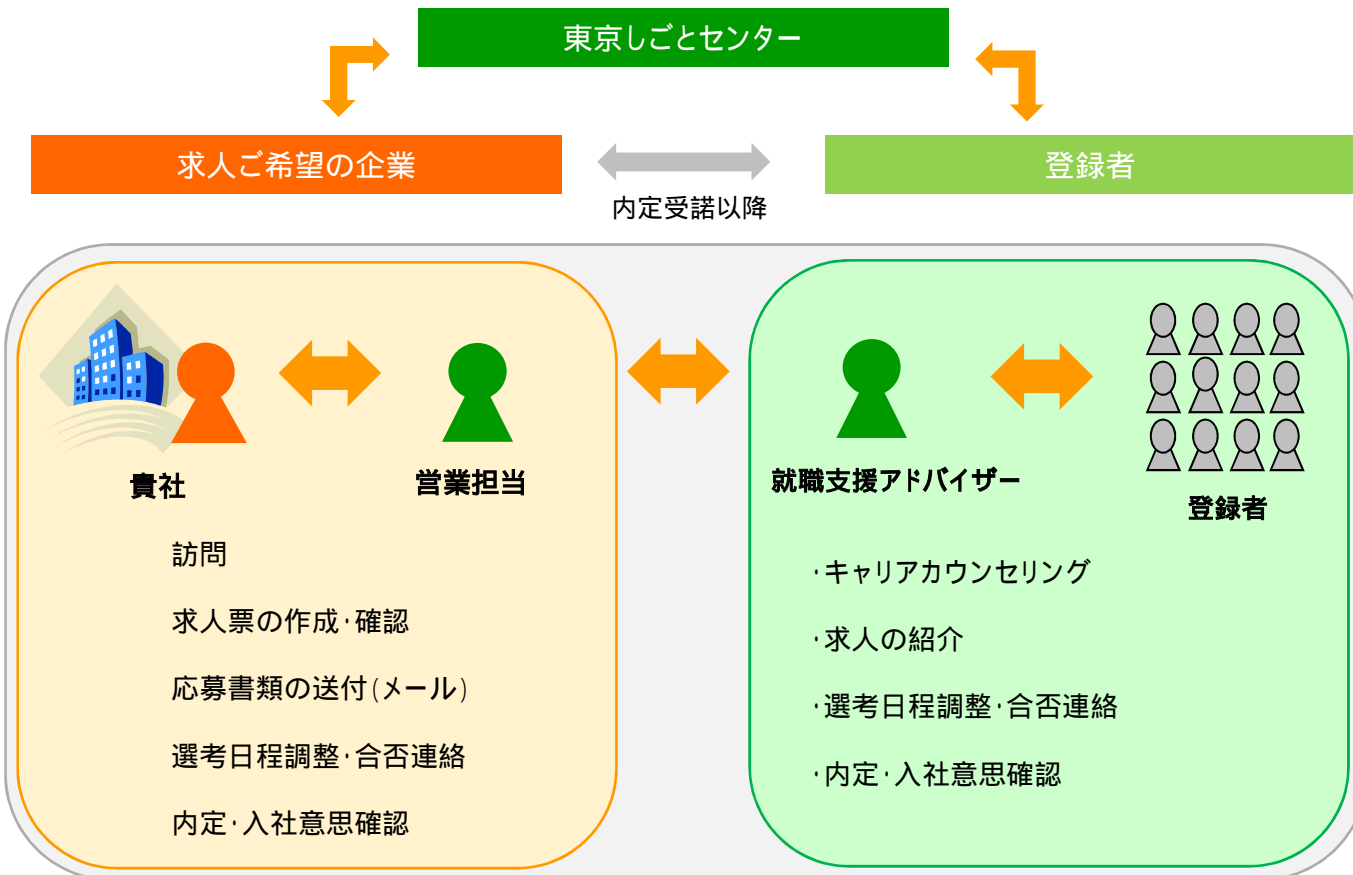 東京しごとセンター
求人ご希望の企業
登録者
内定受諾以降
貴社
営業担当
訪問
求人票の作成･確認
応募書類の送付(メール)
選考日程調整･合否連絡
内定･入社意思確認
就職支援アドバイザー
登録者
･キャリアカウンセリング
･求人の紹介
･選考日程調整･合否連絡
･内定･入社意思確認